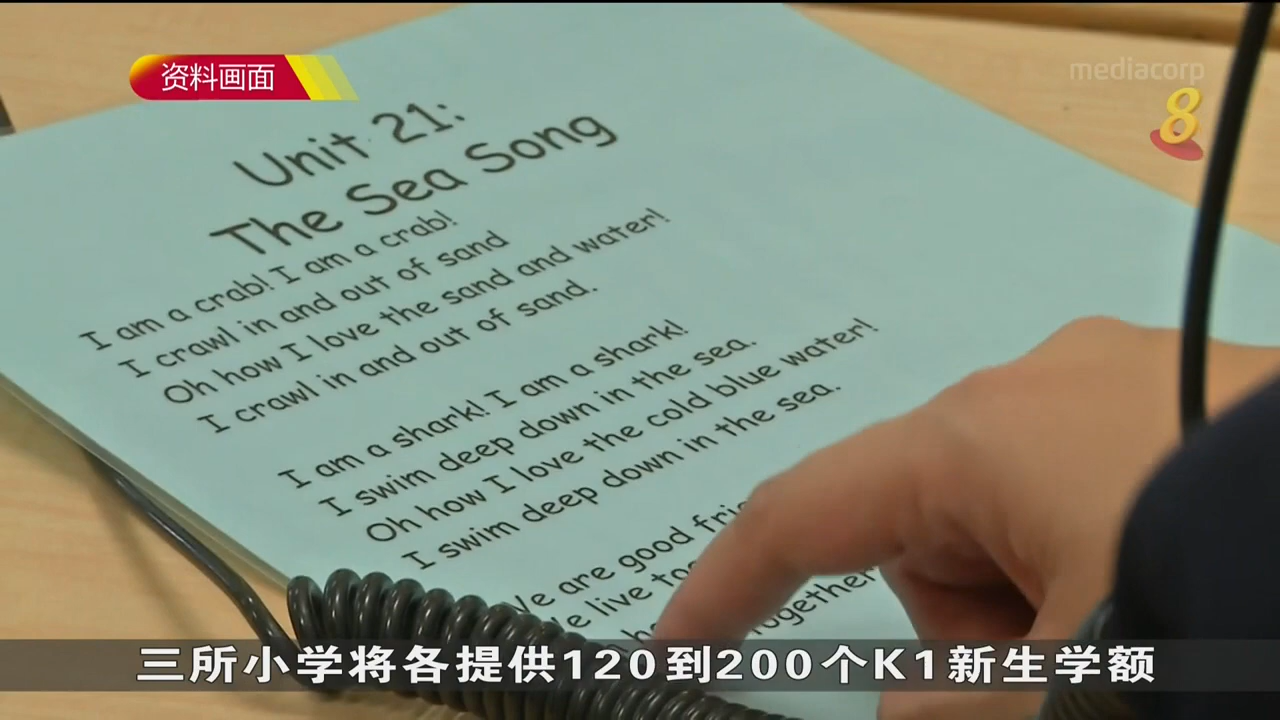 资料画面
mediacorp
8
Unit 21:
The Sea Song
I am a crab! I am a crab!
I crawl in and out of sand
Oh how I love the sand and water!
I crawl in and out of sand.
I am a shark! I am a shark!
I swim deep down in the sea.
Oh how I love the cold blue water!
I swim deep down in the sea.
are good
live
together
三所小学将各提供120到200个K1新生学额